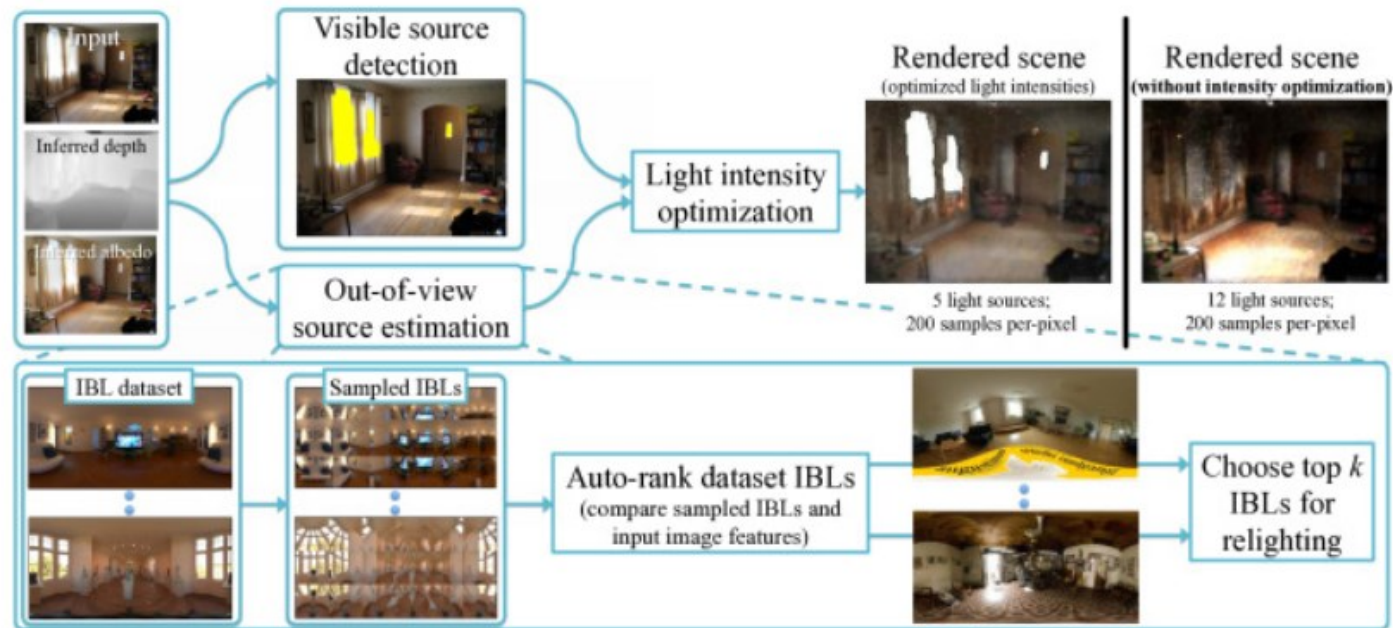 Input
Inferred depth
Inferred albedo
Visible source
detection
Out-of-view
source estimation
Light intensity
optimization
Rendered scene
(optimized light intensities)
5 light sources;
200 samples per-pixel
Rendered scene
(without intensity optimization)
12 light sources;
200 samples per-pixel
IBL dataset
Sampled IBLs
Auto-rank dataset IBLs
(compare sampled IBLs and
input image features)
Choose top k
IBLs for
relighting